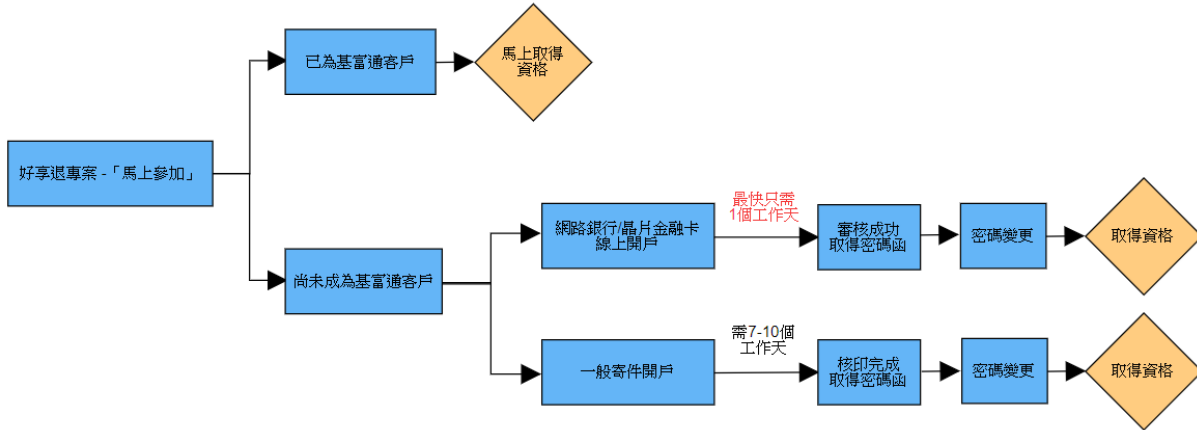 已為基富通客戶
馬上取得
資格
好享退專案 -「馬上參加」
尚未成為基富通客戶
網路銀行/晶片金融卡
線上開戶
最快只需
1個工作天
審核成功
取得密碼函
密碼變更
取得資格
一般寄件開戶
需7-10個
工作天
核印完成
取得密碼函
密碼變更
取得資格